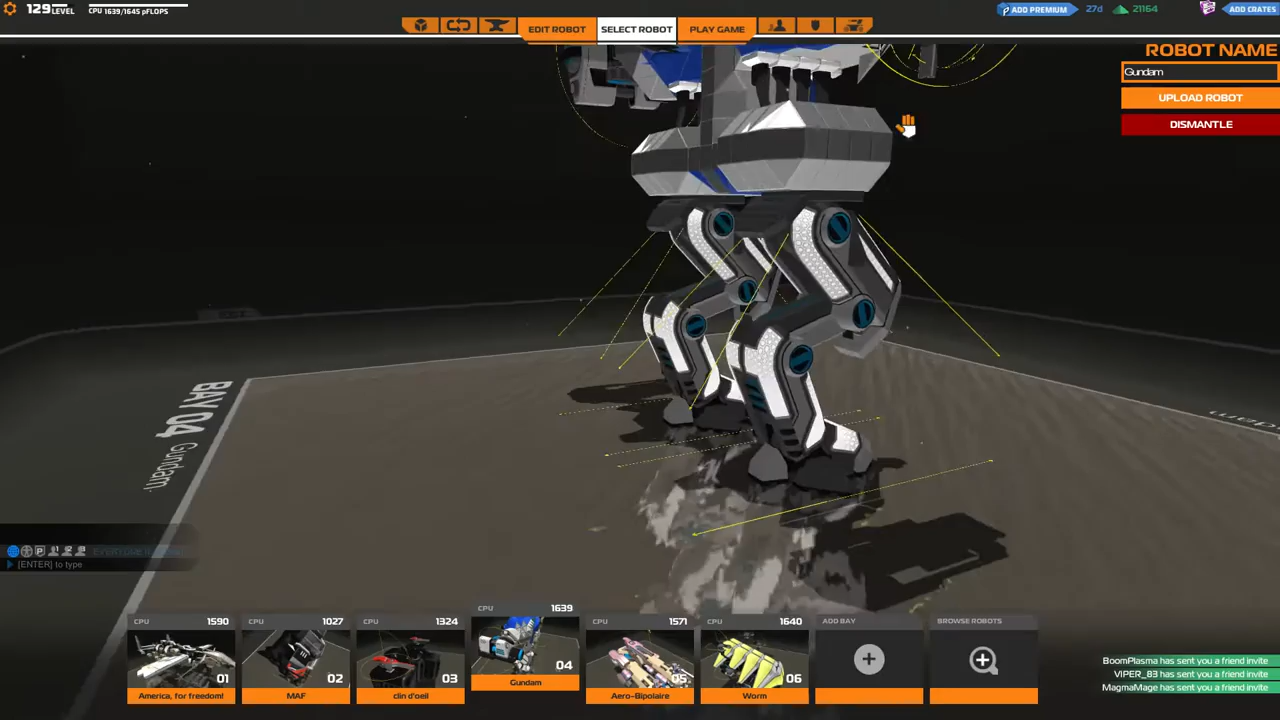 129 LEVEL
CPU 1639/1645 pFLOPS
EDIT ROBOT
SELECT ROBOT
PLAY GAME
ADD PREMIUM
27d
21164
ADD CRATES
ROBOT NAME
Gundam
UPLOAD ROBOT
DISMANTLE
BAY 04 Gundam
[ENTER] to type
CPU 1590
01
America, for freedom!
CPU 1027
02
MAF
CPU 1324
03
clin d'oeil
CPU 1639
04
Gundam
CPU 1571
05
Aero-Bipolaire
CPU 1640
06
Worm
ADD BAY
BROWSE ROBOTS
BoomPlasma has sent you a friend invite
VIPER_83 has sent you a friend invite
MagmaMage has sent you a friend invite